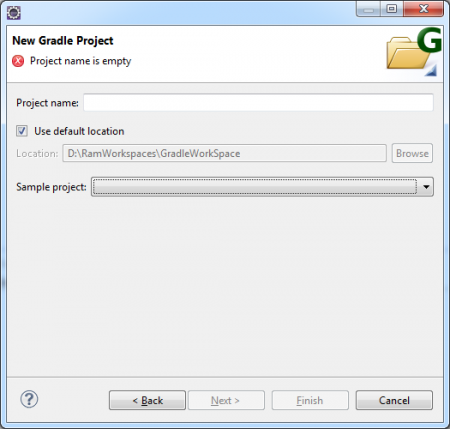 New Gradle Project
Project name is empty
G
Project name:
Use default location
Location: D:\RamWorkspaces\GradleWorkSpace Browse
Sample project:
? < Back Next > Finish Cancel